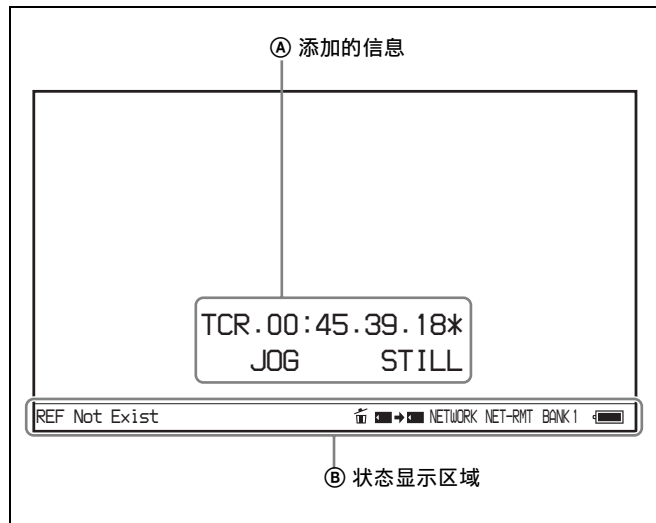 Ⓐ 添加的信息
TCR.00:45.39.18*
JOG STILL
REF Not Exist NETWORK NET-RMT BANK1
Ⓑ 状态显示区域